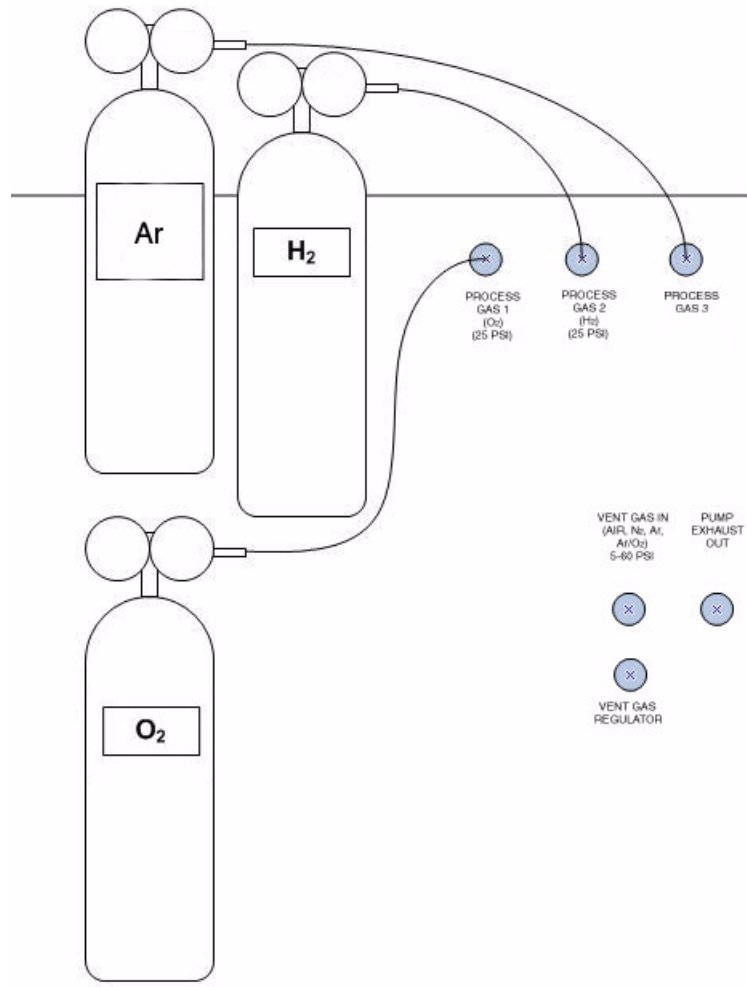 Ar
H₂
PROCESS
GAS 1
(O₂)
(25 PSI)
PROCESS
GAS 2
(H₂)
(25 PSI)
PROCESS
GAS 3
VENT GAS IN
(AIR, N₂, Ar,
Ar/O₂)
5-60 PSI
PUMP
EXHAUST
OUT
VENT GAS
REGULATOR
O₂